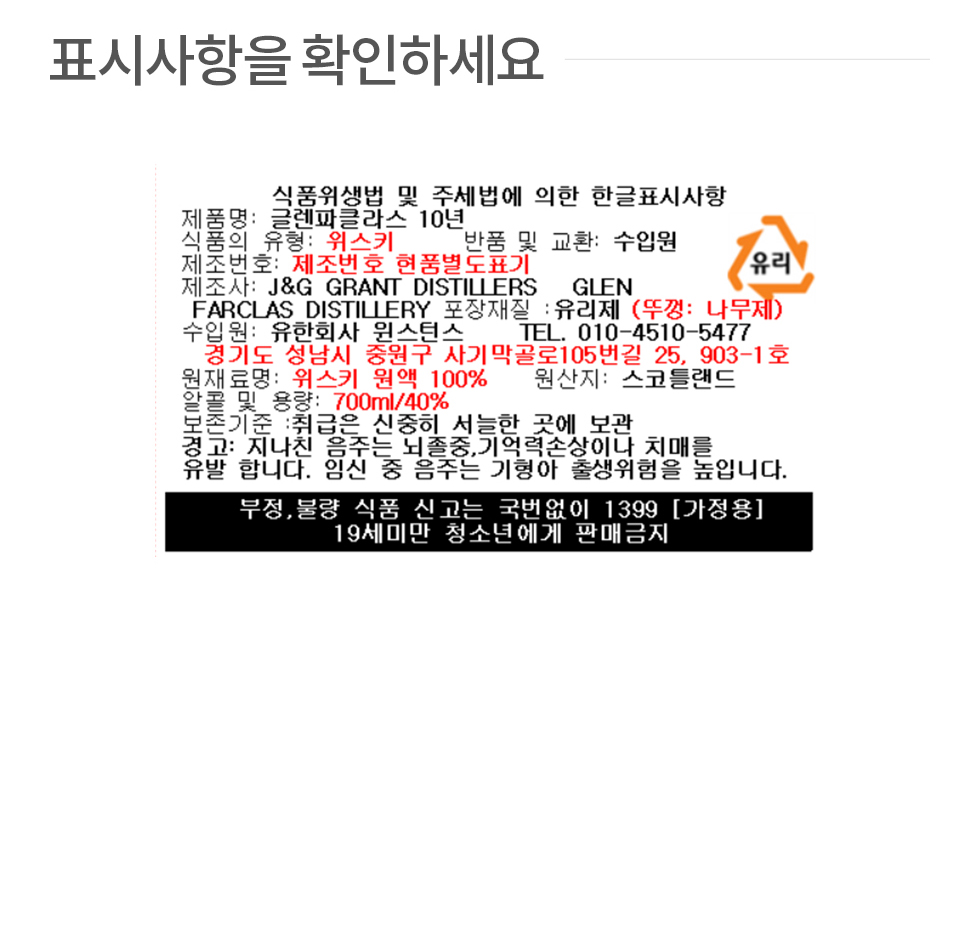 표시사항을 확인하세요
식품위생법 및 주세법에 의한 한글표시사항
제품명: 글렌파클라스 10년
식품의 유형: 위스키 반품 및 교환: 수입원
제조번호: 제조번호 현품별도표기
유리
제조사: J&G GRANT DISTILLERS GLEN
FARCLAS DISTILLERY 포장재질 :유리제 (뚜껑: 나무제)
수입원: 유한회사 윈스턴스 TEL. 010-4510-5477
경기도 성남시 중원구 사기막골로105번길 25, 903-1호
원재료명: 위스키 원액 100% 원산지: 스코틀랜드
알콜 및 용량: 700ml/40%
보존기준 :취급은 신중히 서늘한 곳에 보관
경고: 지나친 음주는 뇌졸중,기억력손상이나 치매를
유발 합니다. 임신 중 음주는 기형아 출생위험을 높입니다.
부정,불량 식품 신고는 국번없이 1399 [가정용]
19세미만 청소년에게 판매금지